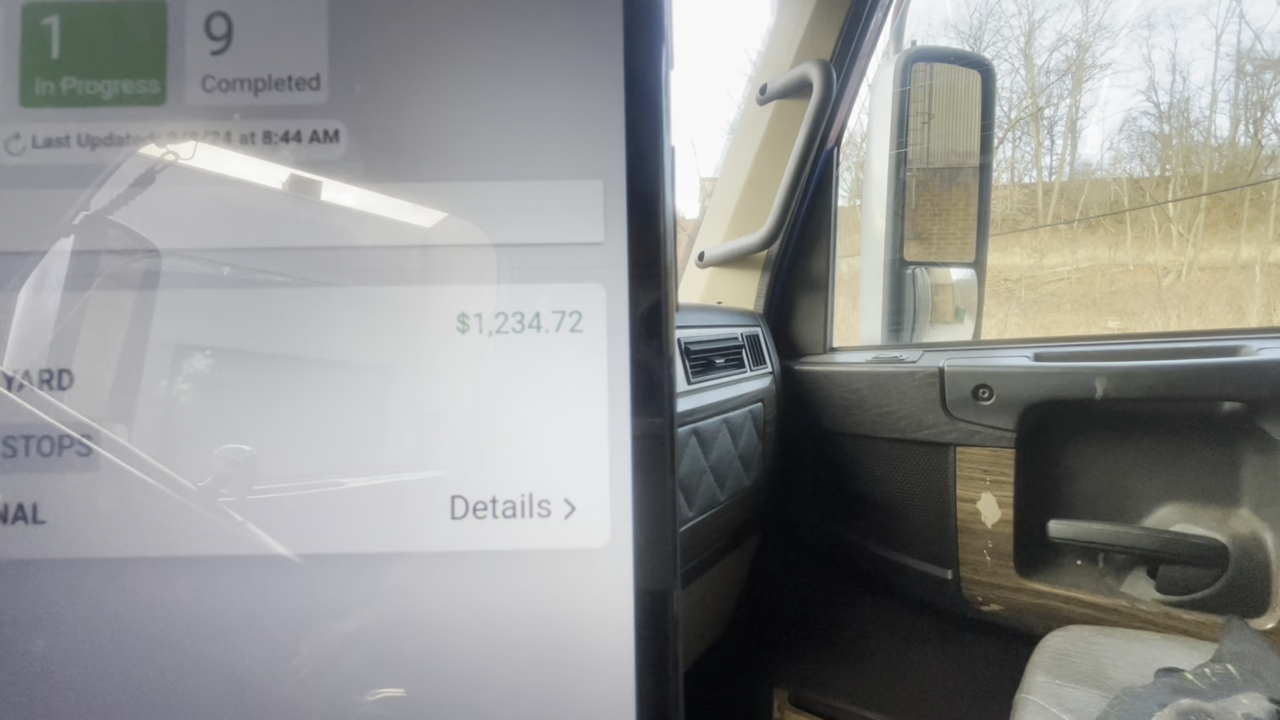 1
In Progress
9
Completed
Last Updated: at 8:44 AM
$1,234.72
YARD
STOPS
NAL
Details >